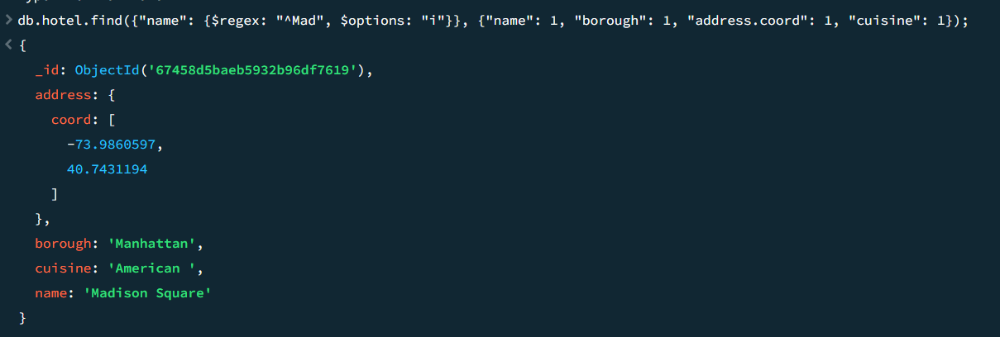 db.hotel.find({"name": {$regex: "^Mad", $options: "i"}}, {"name": 1, "borough": 1, "address.coord": 1, "cuisine": 1});
{
_id: ObjectId('67458d5baeb5932b96df7619'),
address: {
coord: [
-73.9860597,
40.7431194
]
},
borough: 'Manhattan',
cuisine: 'American ',
name: 'Madison Square'
}